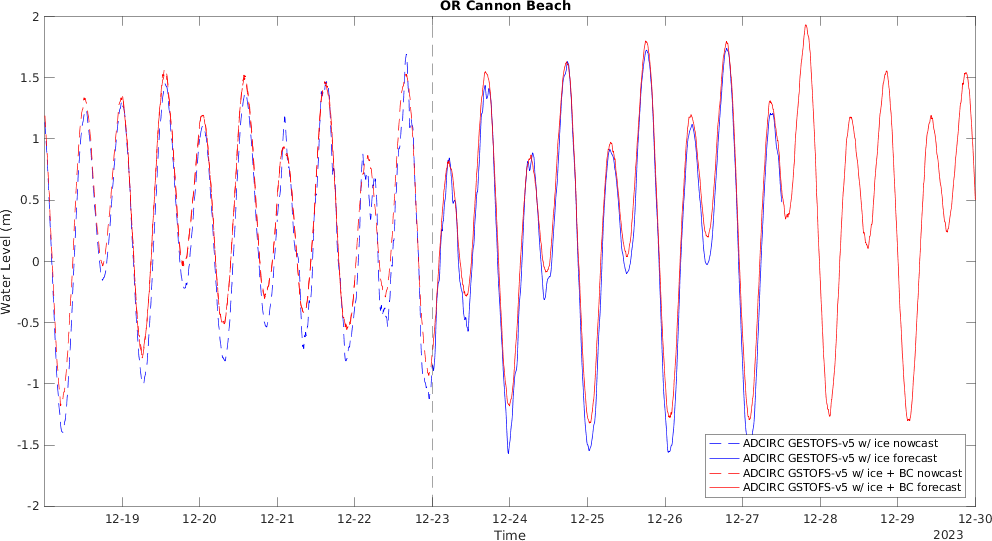 OR Cannon Beach
2
1.5
1
0.5
0
-0.5
-1
-1.5
-2
Water Level (m)
ADCIRC GESTOFS-v5 w/ ice nowcast
ADCIRC GESTOFS-v5 w/ ice forecast
ADCIRC GSTOFS-v5 w/ ice + BC nowcast
ADCIRC GSTOFS-v5 w/ ice + BC forecast
12-19 12-20 12-21 12-22 12-23 12-24 12-25 12-26 12-27 12-28 12-29 12-30
Time
2023